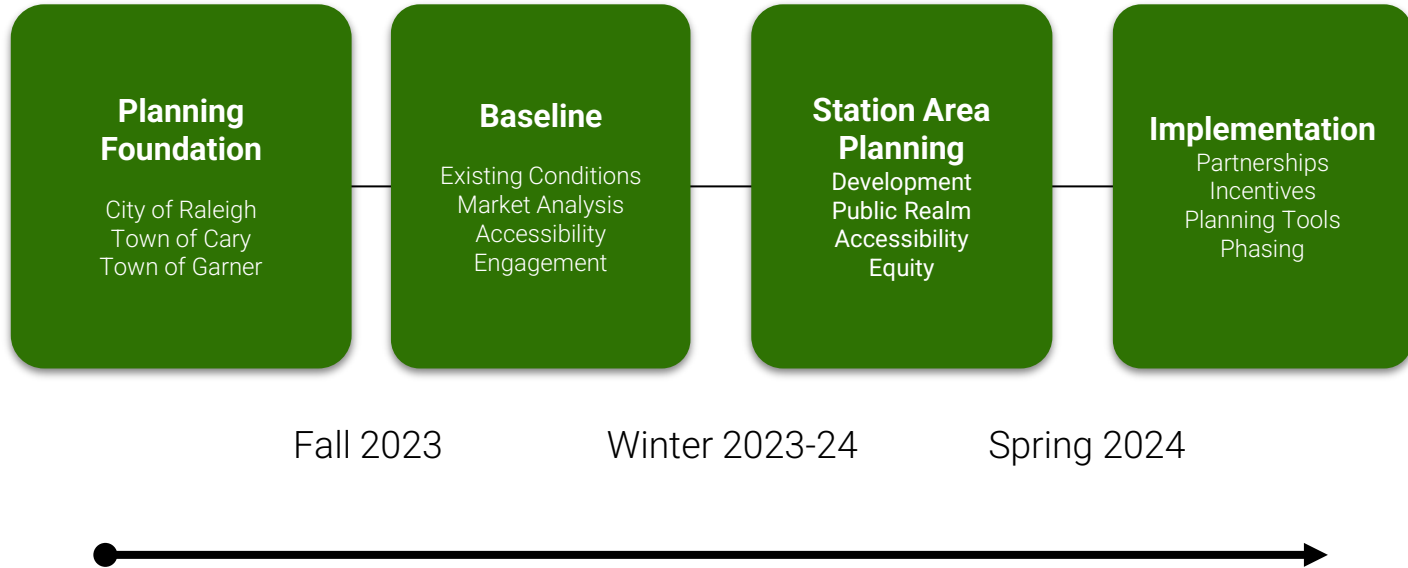 Planning
Foundation
City of Raleigh
Town of Cary
Town of Garner
Baseline
Existing Conditions
Market Analysis
Accessibility
Engagement
Station Area
Planning
Development
Public Realm
Accessibility
Equity
Implementation
Partnerships
Incentives
Planning Tools
Phasing
Fall 2023
Winter 2023-24
Spring 2024